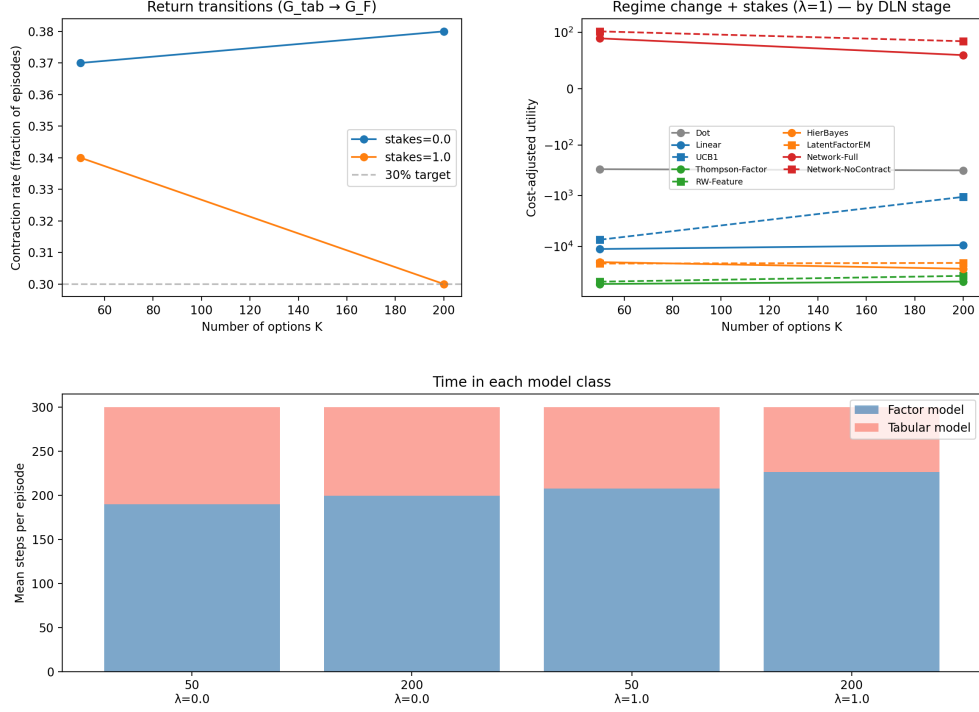 Return transitions (G_tab → G_F)
Contraction rate (fraction of episodes)
0.38
0.37
0.36
0.35
0.34
0.33
0.32
0.31
0.30
stakes=0.0
stakes=1.0
30% target
60 80 100 120 140 160 180 200
Number of options K
Regime change + stakes (λ=1) — by DLN stage
Cost-adjusted utility
10²
0
−10²
−10³
−10⁴
Dot
Linear
UCB1
Thompson-Factor
RW-Feature
HierBayes
LatentFactorEM
Network-Full
Network-NoContract
60 80 100 120 140 160 180 200
Number of options K
Time in each model class
Mean steps per episode
300
250
200
150
100
50
0
Factor model
Tabular model
50 200 50 200
λ=0.0 λ=0.0 λ=1.0 λ=1.0